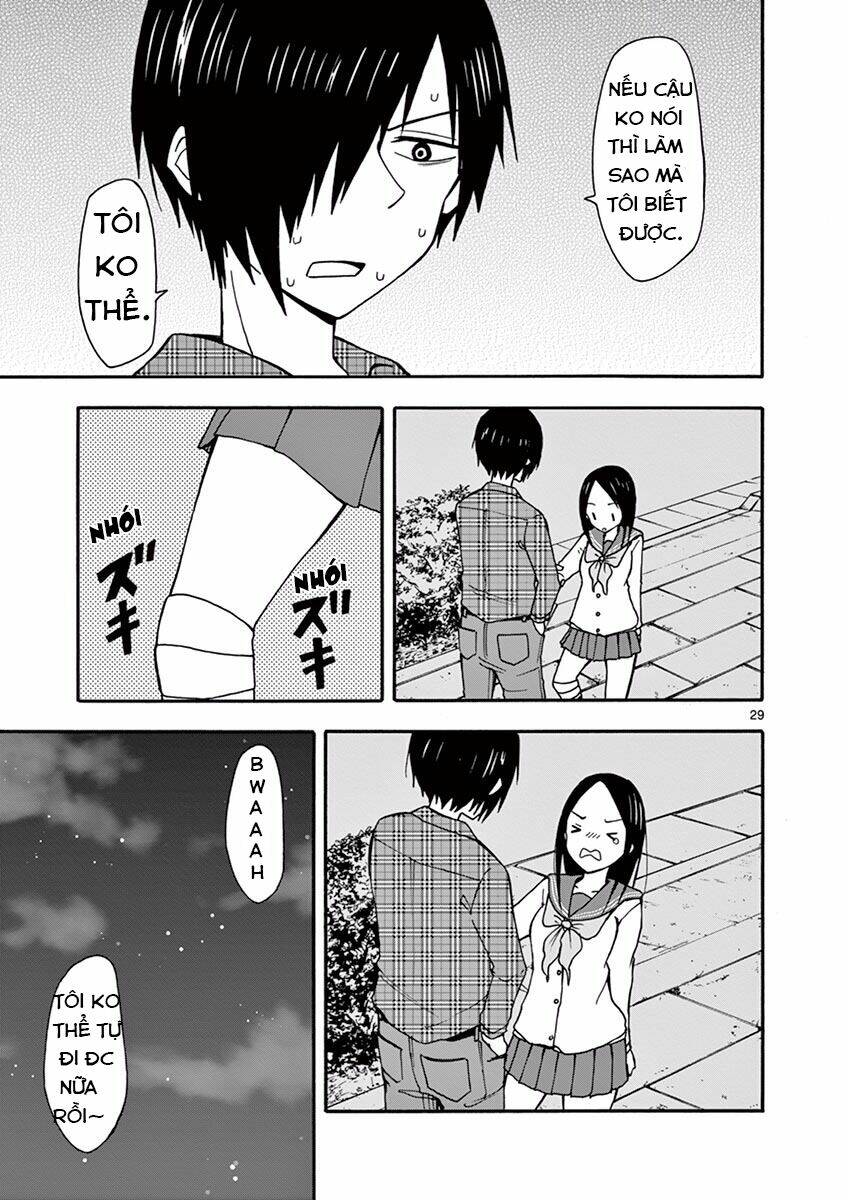 NẾU CẬU
KO NÓI
THÌ LÀM
SAO MÀ
TÔI BIẾT
ĐƯỢC.
TÔI
KO
THỂ.
NHÓI
ズキ
NHÓI
ズキ
29
B
W
A
A
A
H
TÔI KO
THỂ TỰ
ĐI ĐC
NỮA
RỒI~